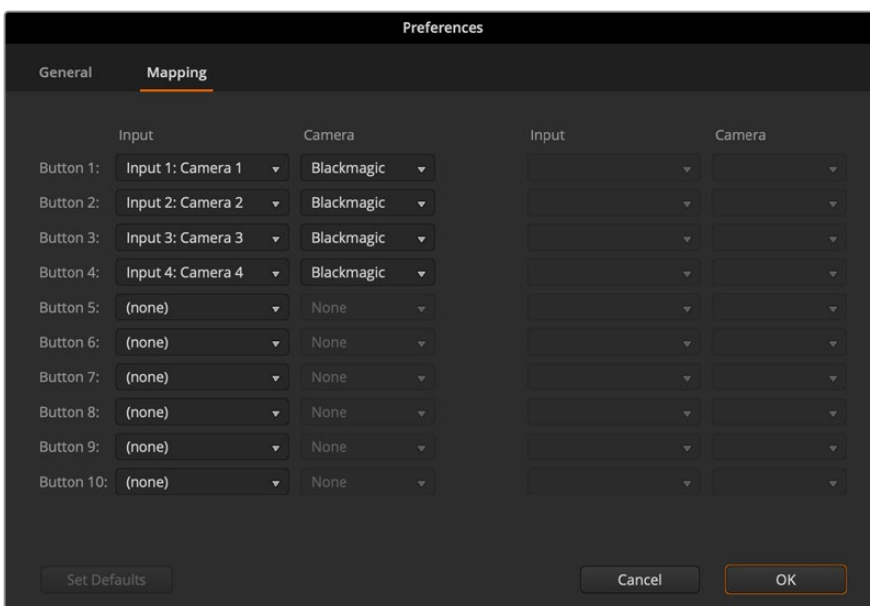 Preferences
General Mapping
Input Camera Input Camera
Button 1: Input 1: Camera 1 Blackmagic
Button 2: Input 2: Camera 2 Blackmagic
Button 3: Input 3: Camera 3 Blackmagic
Button 4: Input 4: Camera 4 Blackmagic
Button 5: (none) None
Button 6: (none) None
Button 7: (none) None
Button 8: (none) None
Button 9: (none) None
Button 10: (none) None
Set Defaults Cancel OK